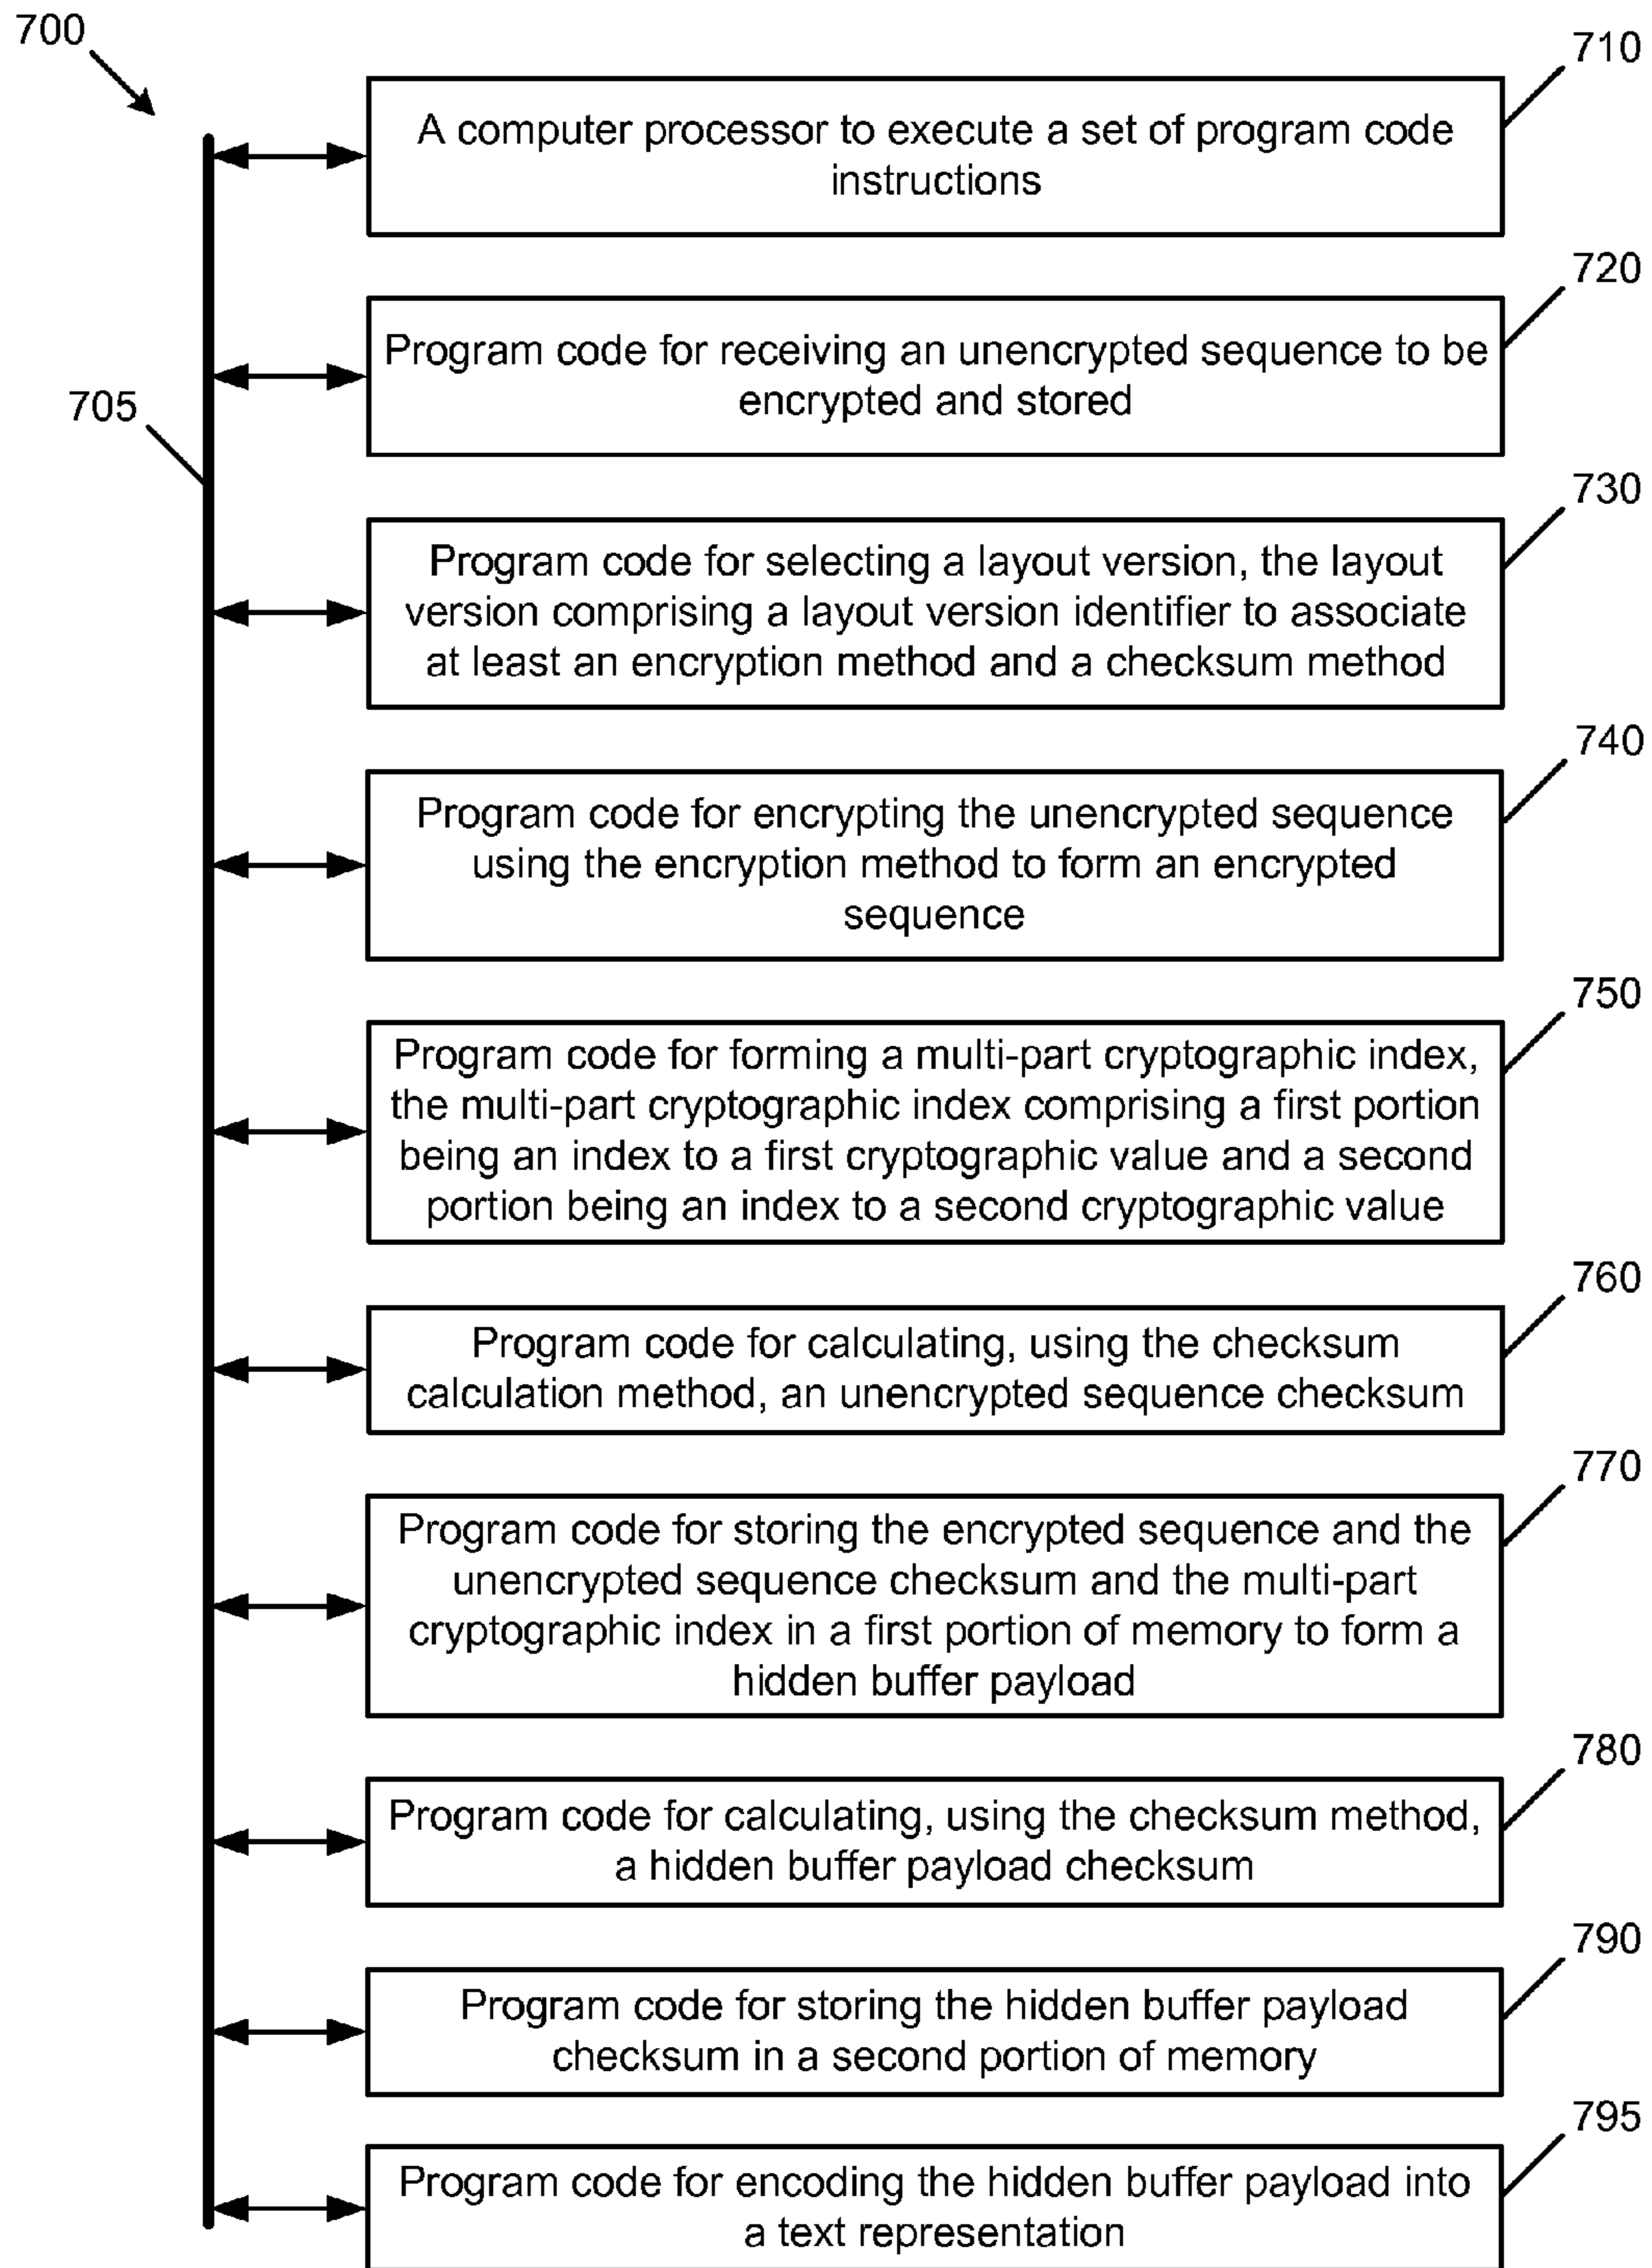 700
710
A computer processor to execute a set of program code
instructions
720
Program code for receiving an unencrypted sequence to be
encrypted and stored
705
730
Program code for selecting a layout version, the layout
version comprising a layout version identifier to associate
at least an encryption method and a checksum method
740
Program code for encrypting the unencrypted sequence
using the encryption method to form an encrypted
sequence
750
Program code for forming a multi-part cryptographic index,
the multi-part cryptographic index comprising a first portion
being an index to a first cryptographic value and a second
portion being an index to a second cryptographic value
760
Program code for calculating, using the checksum
calculation method, an unencrypted sequence checksum
770
Program code for storing the encrypted sequence and the
unencrypted sequence checksum and the multi-part
cryptographic index in a first portion of memory to form a
hidden buffer payload
780
Program code for calculating, using the checksum method,
a hidden buffer payload checksum
790
Program code for storing the hidden buffer payload
checksum in a second portion of memory
795
Program code for encoding the hidden buffer payload into
a text representation